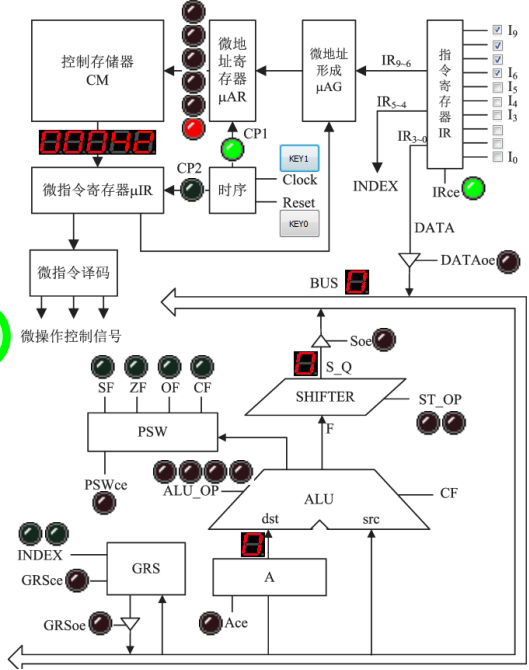 控制存储器
CM
微地
址寄
存器
μAR
微地址
形成
μAG
指
令
寄
存
器
IR
I9
I6
I5
I4
I3
I0
IR9~6
IR5~4
IR3~0
00042
CP1
CP2
KEY1
Clock
Reset
KEY0
时序
微指令寄存器μIR
INDEX
IRce
DATA
DATAoe
微指令译码
微操作控制信号
BUS
0
Soe
0
S_Q
SF
ZF
OF
CF
SHIFTER
ST_OP
PSW
F
PSWce
ALU_OP
ALU
CF
dst
src
0
INDEX
GRS
A
GRSce
GRSoe
Ace